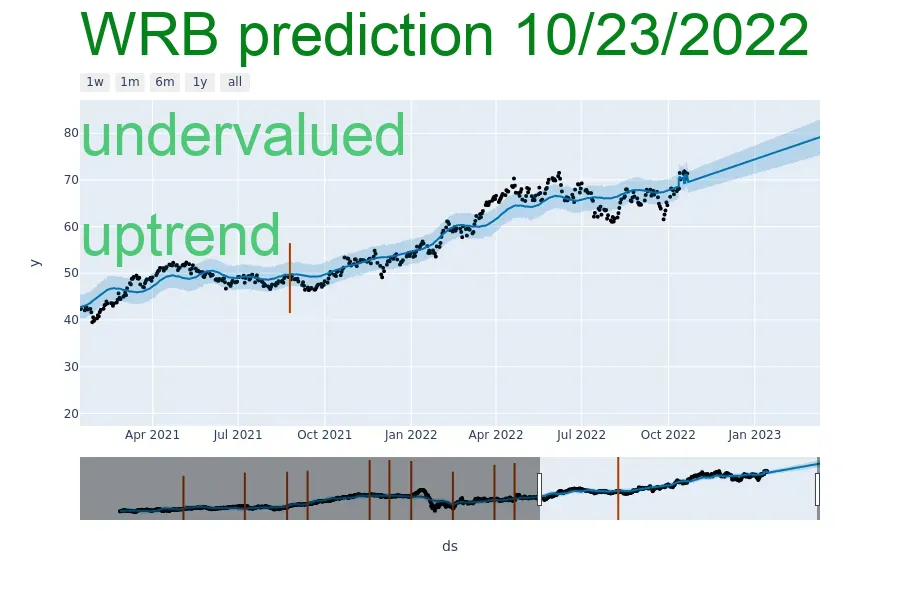 WRB prediction 10/23/2022
1w 1m 6m 1y all
undervalued
uptrend
80
70
60
50
40
30
20
y
Apr 2021 Jul 2021 Oct 2021 Jan 2022 Apr 2022 Jul 2022 Oct 2022 Jan 2023
ds